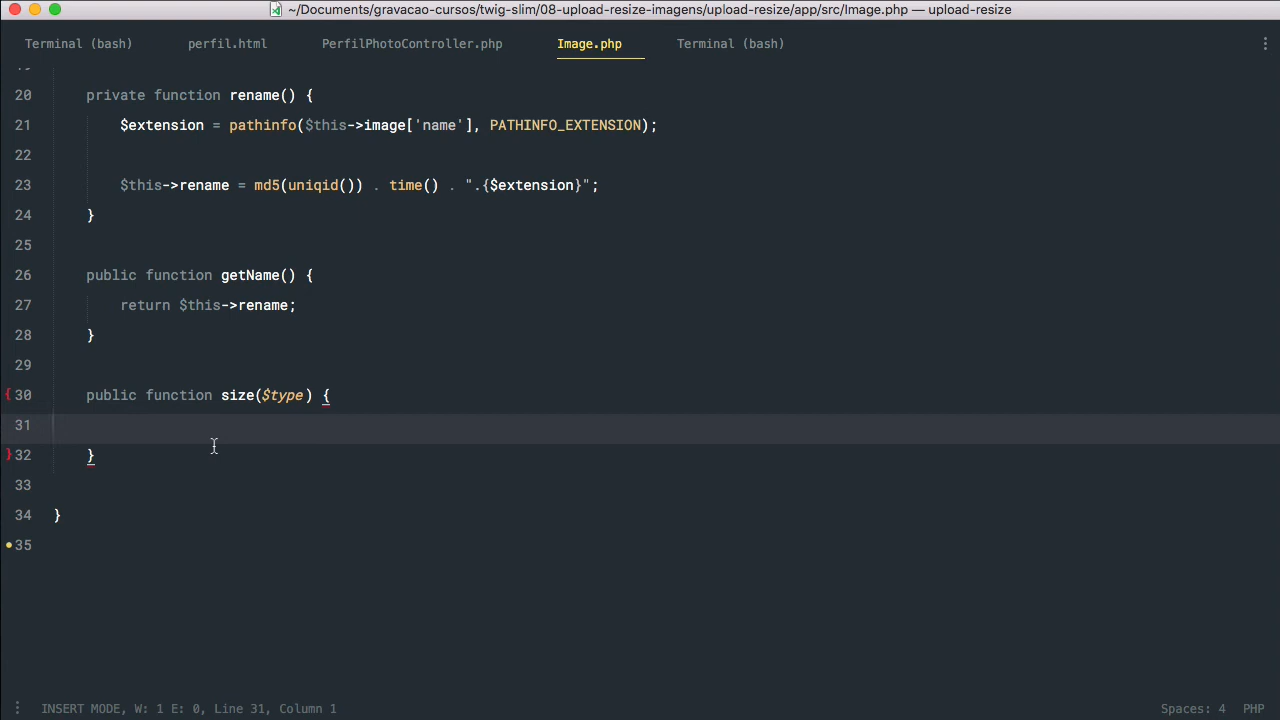 ~/Documents/gravacao-cursos/twig-slim/08-upload-resize-imagens/upload-resize/app/src/Image.php — upload-resize
Terminal (bash) perfil.html PerfilPhotoController.php Image.php Terminal (bash)
20 private function rename() {
21 $extension = pathinfo($this->image['name'], PATHINFO_EXTENSION);
22
23 $this->rename = md5(uniqid()) . time() . ".{$extension}";
24 }
25
26 public function getName() {
27 return $this->rename;
28 }
29
{ 30 public function size($type) {
31
} 32 }
33
34 }
35
INSERT MODE, W: 1 E: 0, Line 31, Column 1 Spaces: 4 PHP